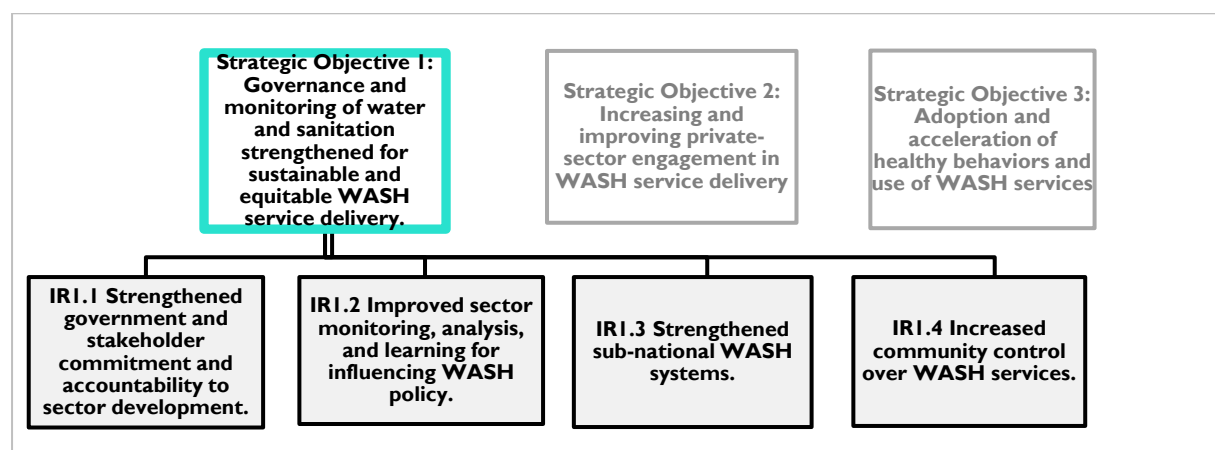 Strategic Objective 1:
Governance and
monitoring of water
and sanitation
strengthened for
sustainable and
equitable WASH
service delivery.
Strategic Objective 2:
Increasing and
improving private-
sector engagement in
WASH service delivery
Strategic Objective 3:
Adoption and
acceleration of
healthy behaviors and
use of WASH services
IR1.1 Strengthened
government and
stakeholder
commitment and
accountability to
sector development.
IR1.2 Improved sector
monitoring, analysis,
and learning for
influencing WASH
policy.
IR1.3 Strengthened
sub-national WASH
systems.
IR1.4 Increased
community control
over WASH services.